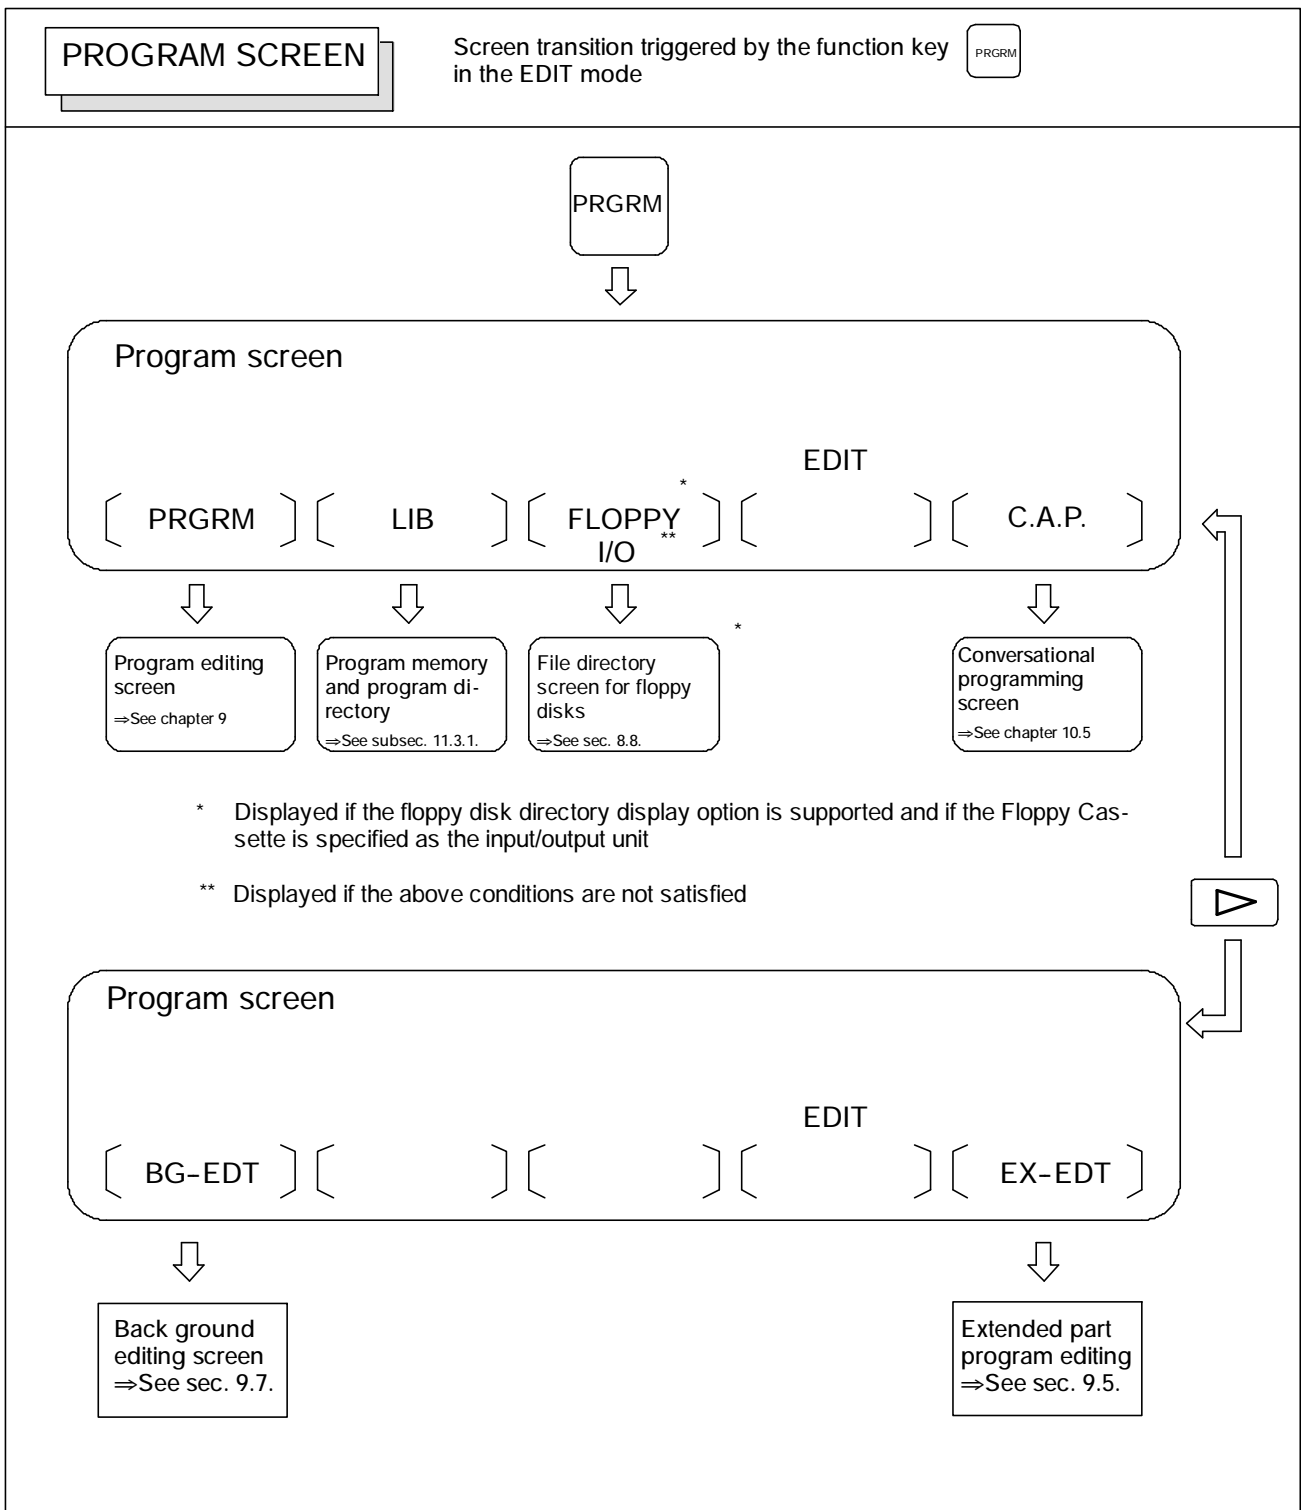 PROGRAM SCREEN
Screen transition triggered by the function key
in the EDIT mode
PRGRM
PRGRM
Program screen
EDIT
PRGRM
LIB
FLOPPY *
I/O **
C.A.P.
Program editing
screen
⇒See chapter 9
Program memory
and program di-
rectory
⇒See subsec. 11.3.1.
File directory
screen for floppy
disks
⇒See sec. 8.8.
*
Conversational
programming
screen
⇒See chapter 10.5
* Displayed if the floppy disk directory display option is supported and if the Floppy Cas-
sette is specified as the input/output unit
** Displayed if the above conditions are not satisfied
Program screen
EDIT
BG-EDT
EX-EDT
Back ground
editing screen
⇒See sec. 9.7.
Extended part
program editing
⇒See sec. 9.5.